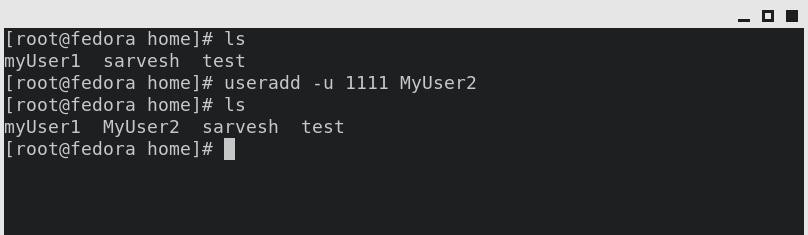 [root@fedora home]# ls
myUser1  sarvesh  test
[root@fedora home]# useradd -u 1111 MyUser2
[root@fedora home]# ls
myUser1  MyUser2  sarvesh  test
[root@fedora home]#